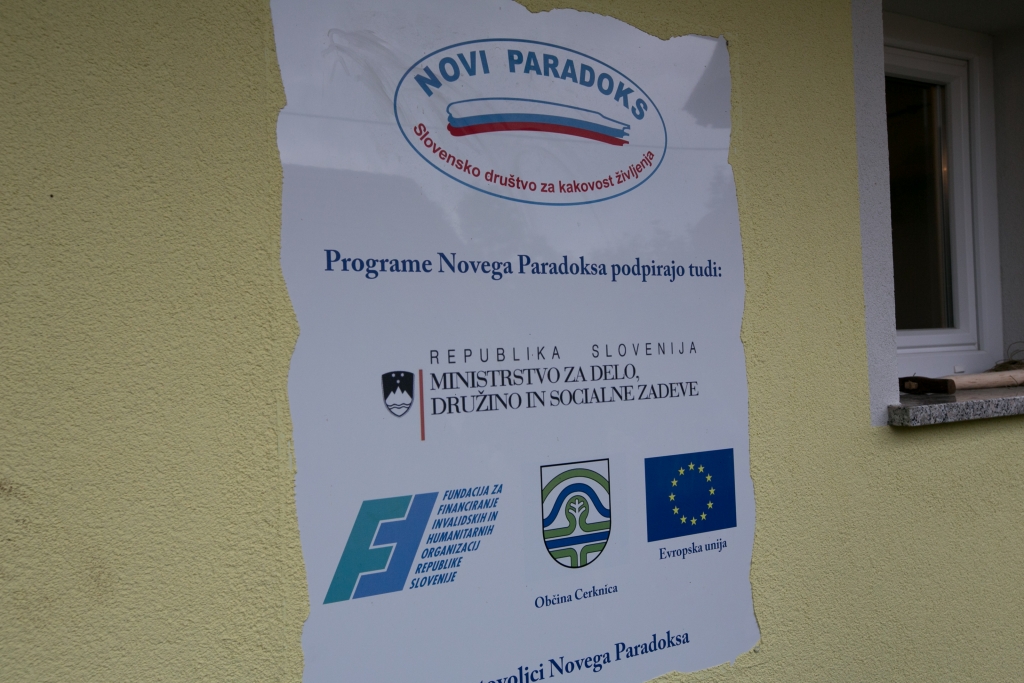 NOVI PARADOKS
Slovensko društvo za kakovost življenja
Programe Novega Paradoksa podpirajo tudi:
REPUBLIKA SLOVENIJA
MINISTRSTVO ZA DELO,
DRUŽINO IN SOCIALNE ZADEVE
FUNDACIJA ZA
FINANCIRANJE
INVALIDSKIH IN
HUMANITARNIH
ORGANIZACIJ
REPUBLIKE
SLOVENIJE
Občina Cerknica
Evropska unija
Novega Paradoksa